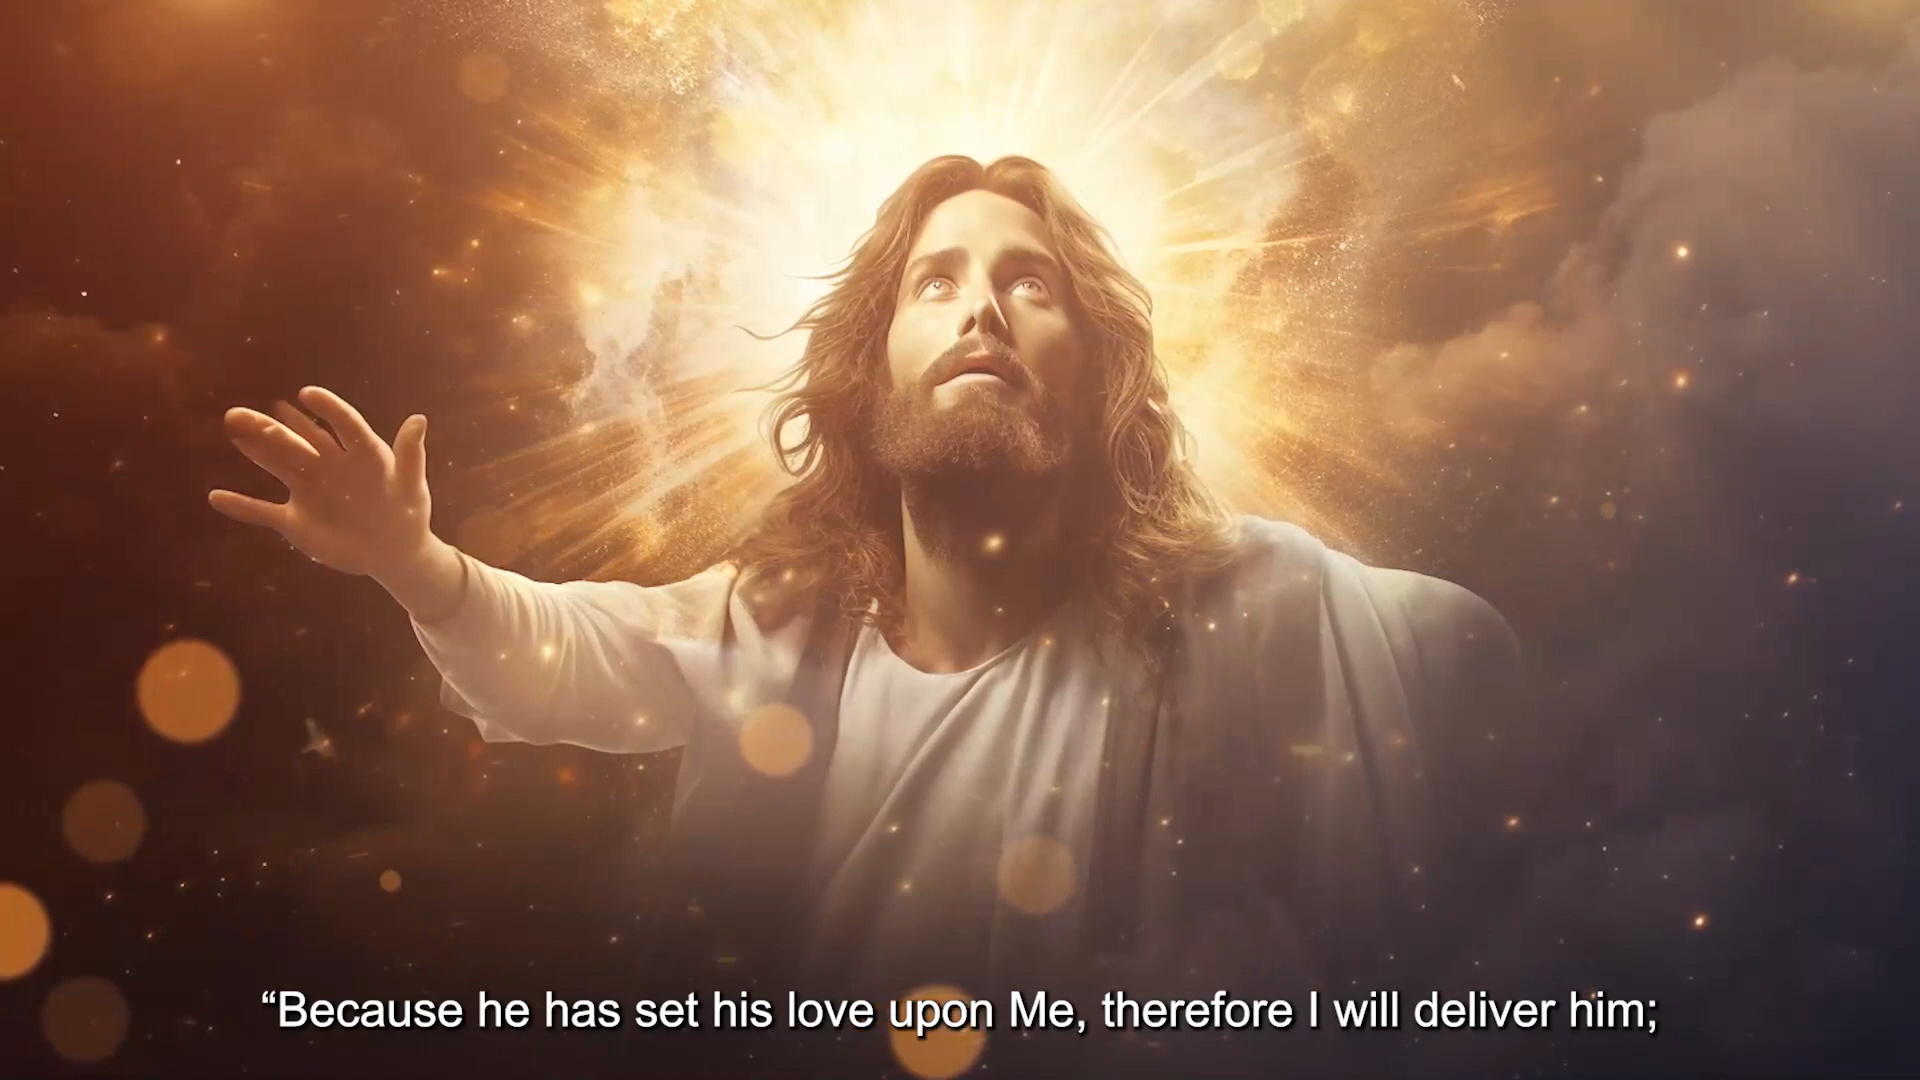 “Because he has set his love upon Me, therefore I will deliver him;